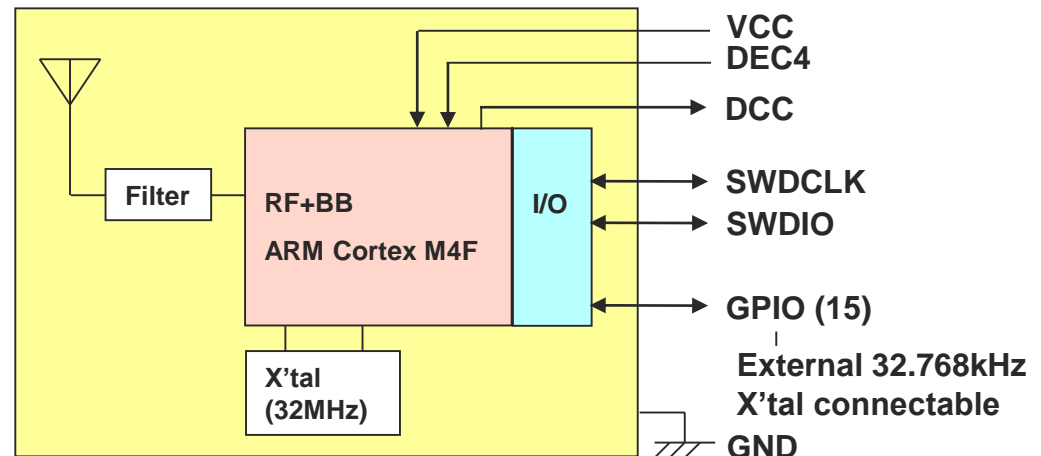 VCC
DEC4
DCC
Filter
RF+BB
ARM Cortex M4F
I/O
SWDCLK
SWDIO
GPIO (15)
External 32.768kHz
X'tal connectable
X'tal
(32MHz)
GND